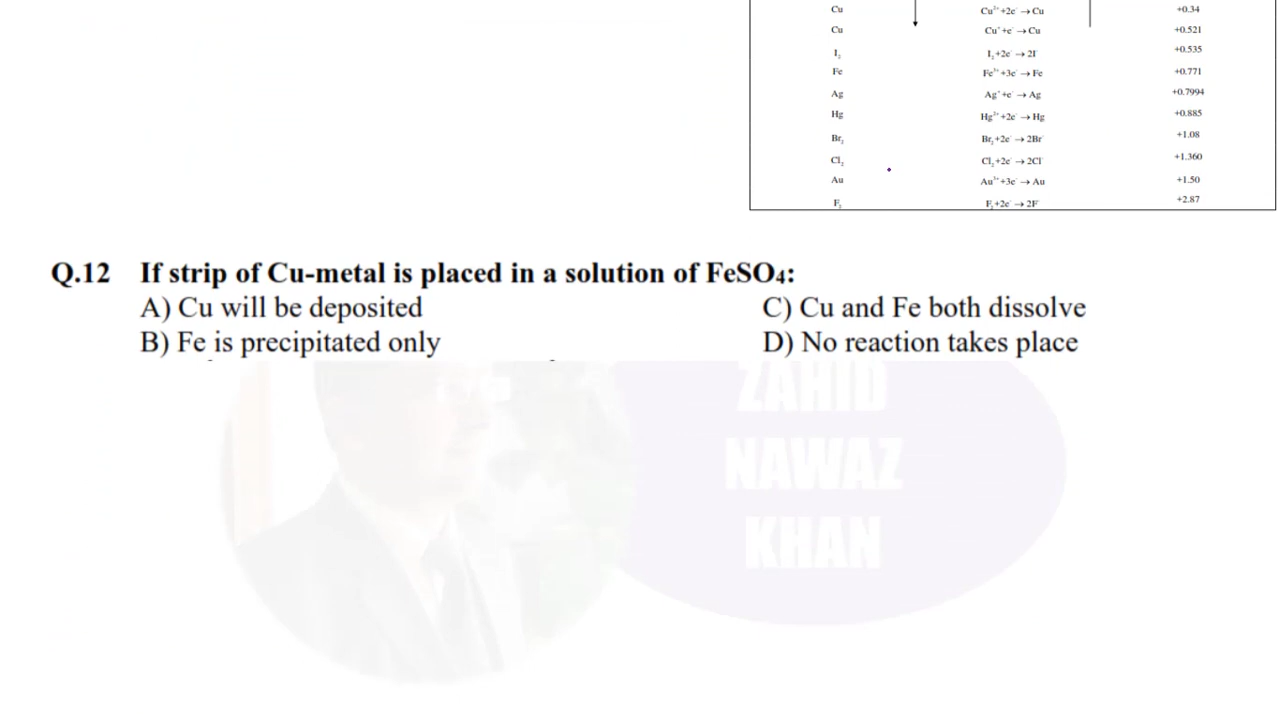 Cu Cu²⁺+2e⁻→Cu +0.34
Cu Cu⁺+e⁻→Cu +0.521
I₂ I₂+2e⁻→2I⁻ +0.535
Fe Fe³⁺+3e⁻→Fe +0.771
Ag Ag⁺+e⁻→Ag +0.7994
Hg Hg²⁺+2e⁻→Hg +0.885
Br₂ Br₂+2e⁻→2Br⁻ +1.08
Cl₂ Cl₂+2e⁻→2Cl⁻ +1.360
Au Au³⁺+3e⁻→Au +1.50
F₂ F₂+2e⁻→2F⁻ +2.87
Q.12 If strip of Cu-metal is placed in a solution of FeSO₄:
A) Cu will be deposited C) Cu and Fe both dissolve
B) Fe is precipitated only D) No reaction takes place
ZAHID
NAWAZ
KHAN